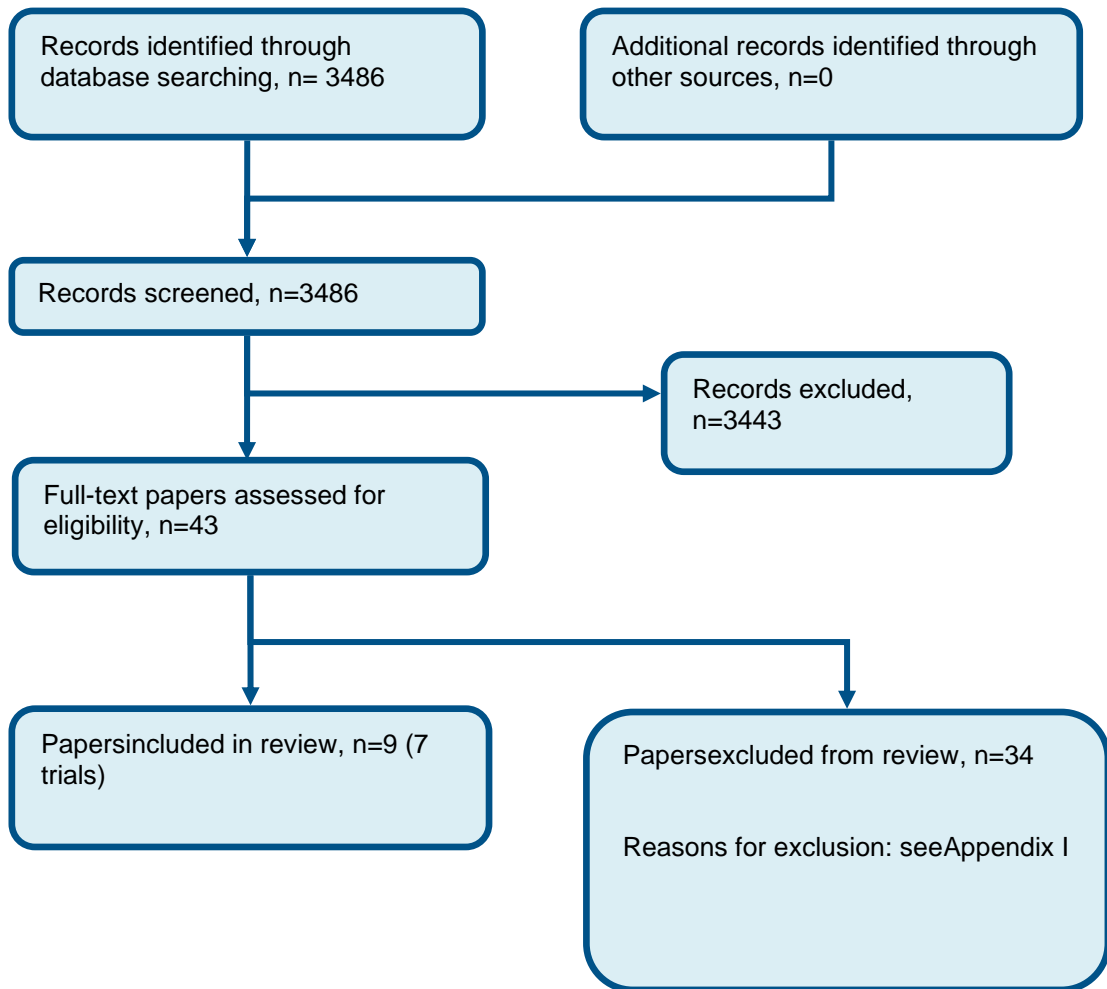 Records identified through
database searching, n= 3486
Additional records identified through
other sources, n=0
Records screened, n=3486
Records excluded,
n=3443
Full-text papers assessed for
eligibility, n=43
Papersincluded in review, n=9 (7
trials)
Papersexcluded from review, n=34
Reasons for exclusion: seeAppendix I